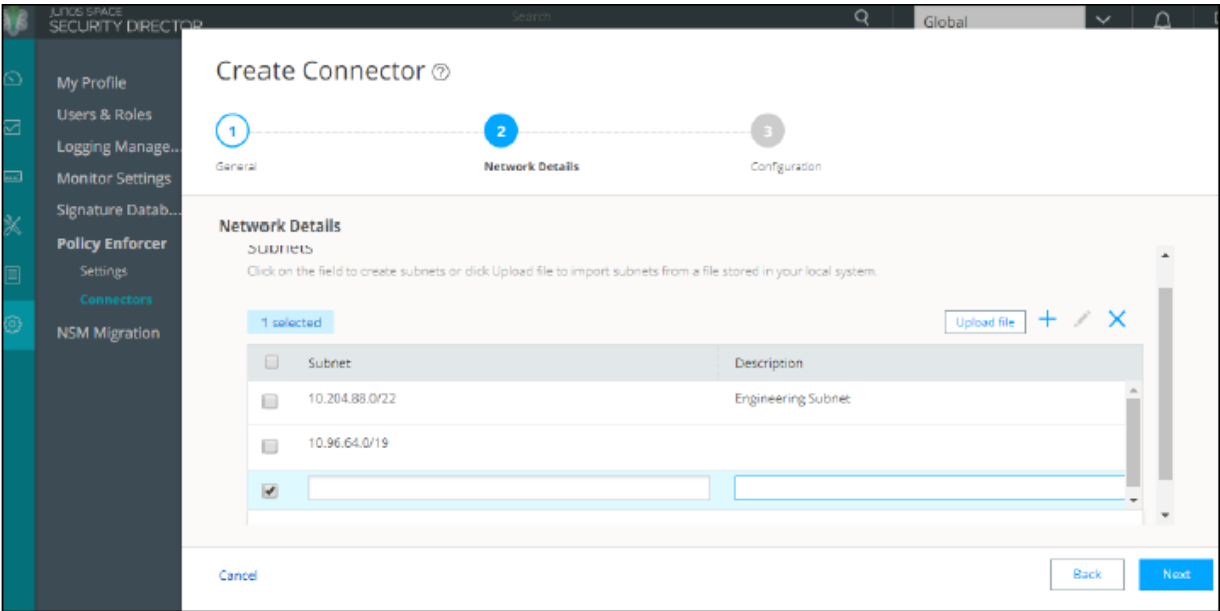 JUNOS SPACE
SECURITY DIRECTOR
Search
Global
My Profile
Users & Roles
Logging Manage...
Monitor Settings
Signature Datab...
Policy Enforcer
Settings
Connectors
NSM Migration
Create Connector ?
1
2
3
General
Network Details
Configuration
Network Details
Subnets
Click on the field to create subnets or click Upload file to import subnets from a file stored in your local system.
1 selected
Upload file
Subnet Description
10.204.88.0/22 Engineering Subnet
10.96.64.0/19
Cancel
Back
Next